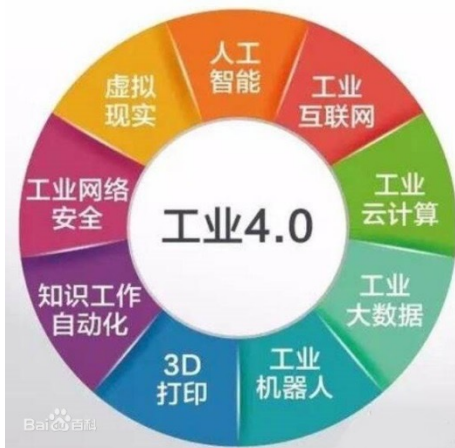 人工
智能
工业
互联网
工业
云计算
工业
大数据
工业
机器人
3D
打印
知识工作
自动化
工业网络
安全
虚拟
现实
工业4.0
Bai百科